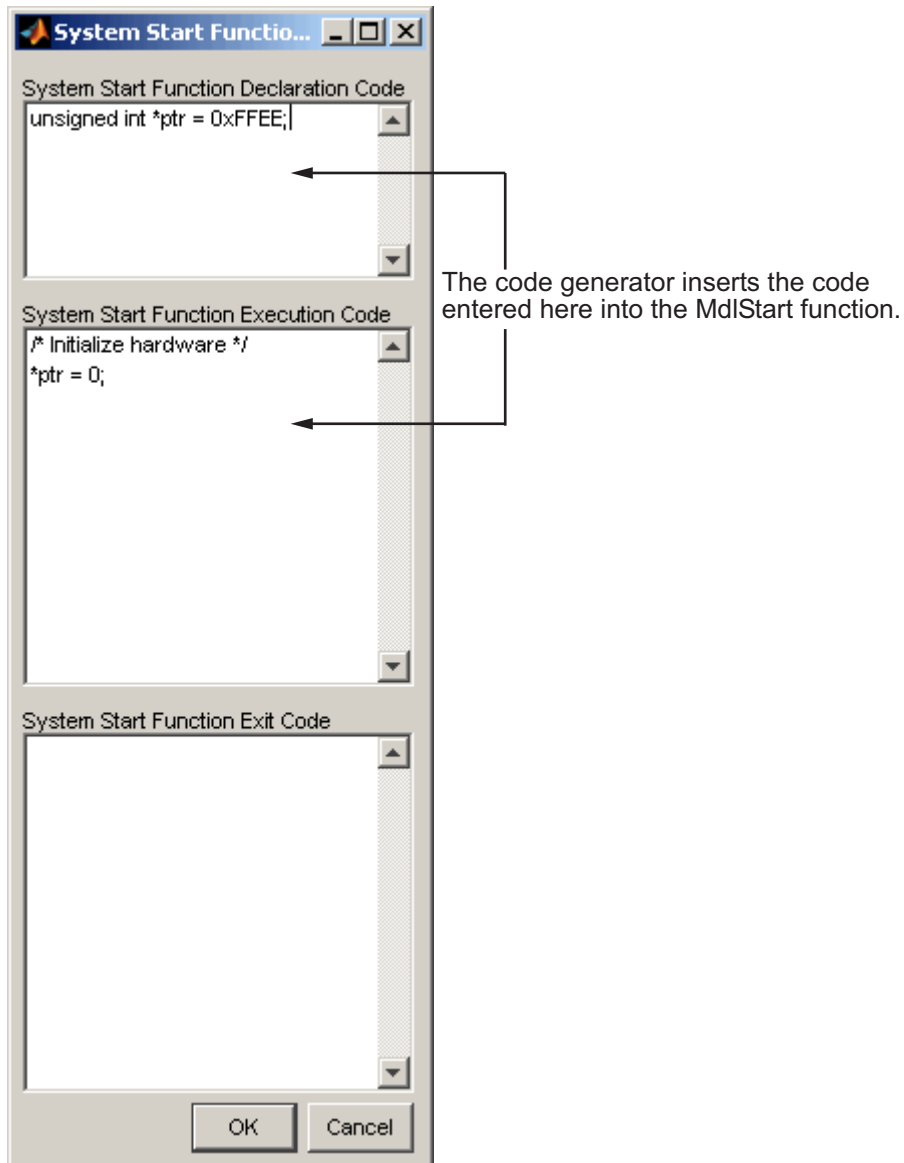 System Start Functio...
System Start Function Declaration Code
unsigned int *ptr = 0xFFEE;
The code generator inserts the code
entered here into the MdlStart function.
System Start Function Execution Code
/* Initialize hardware */
*ptr = 0;
System Start Function Exit Code
OK
Cancel